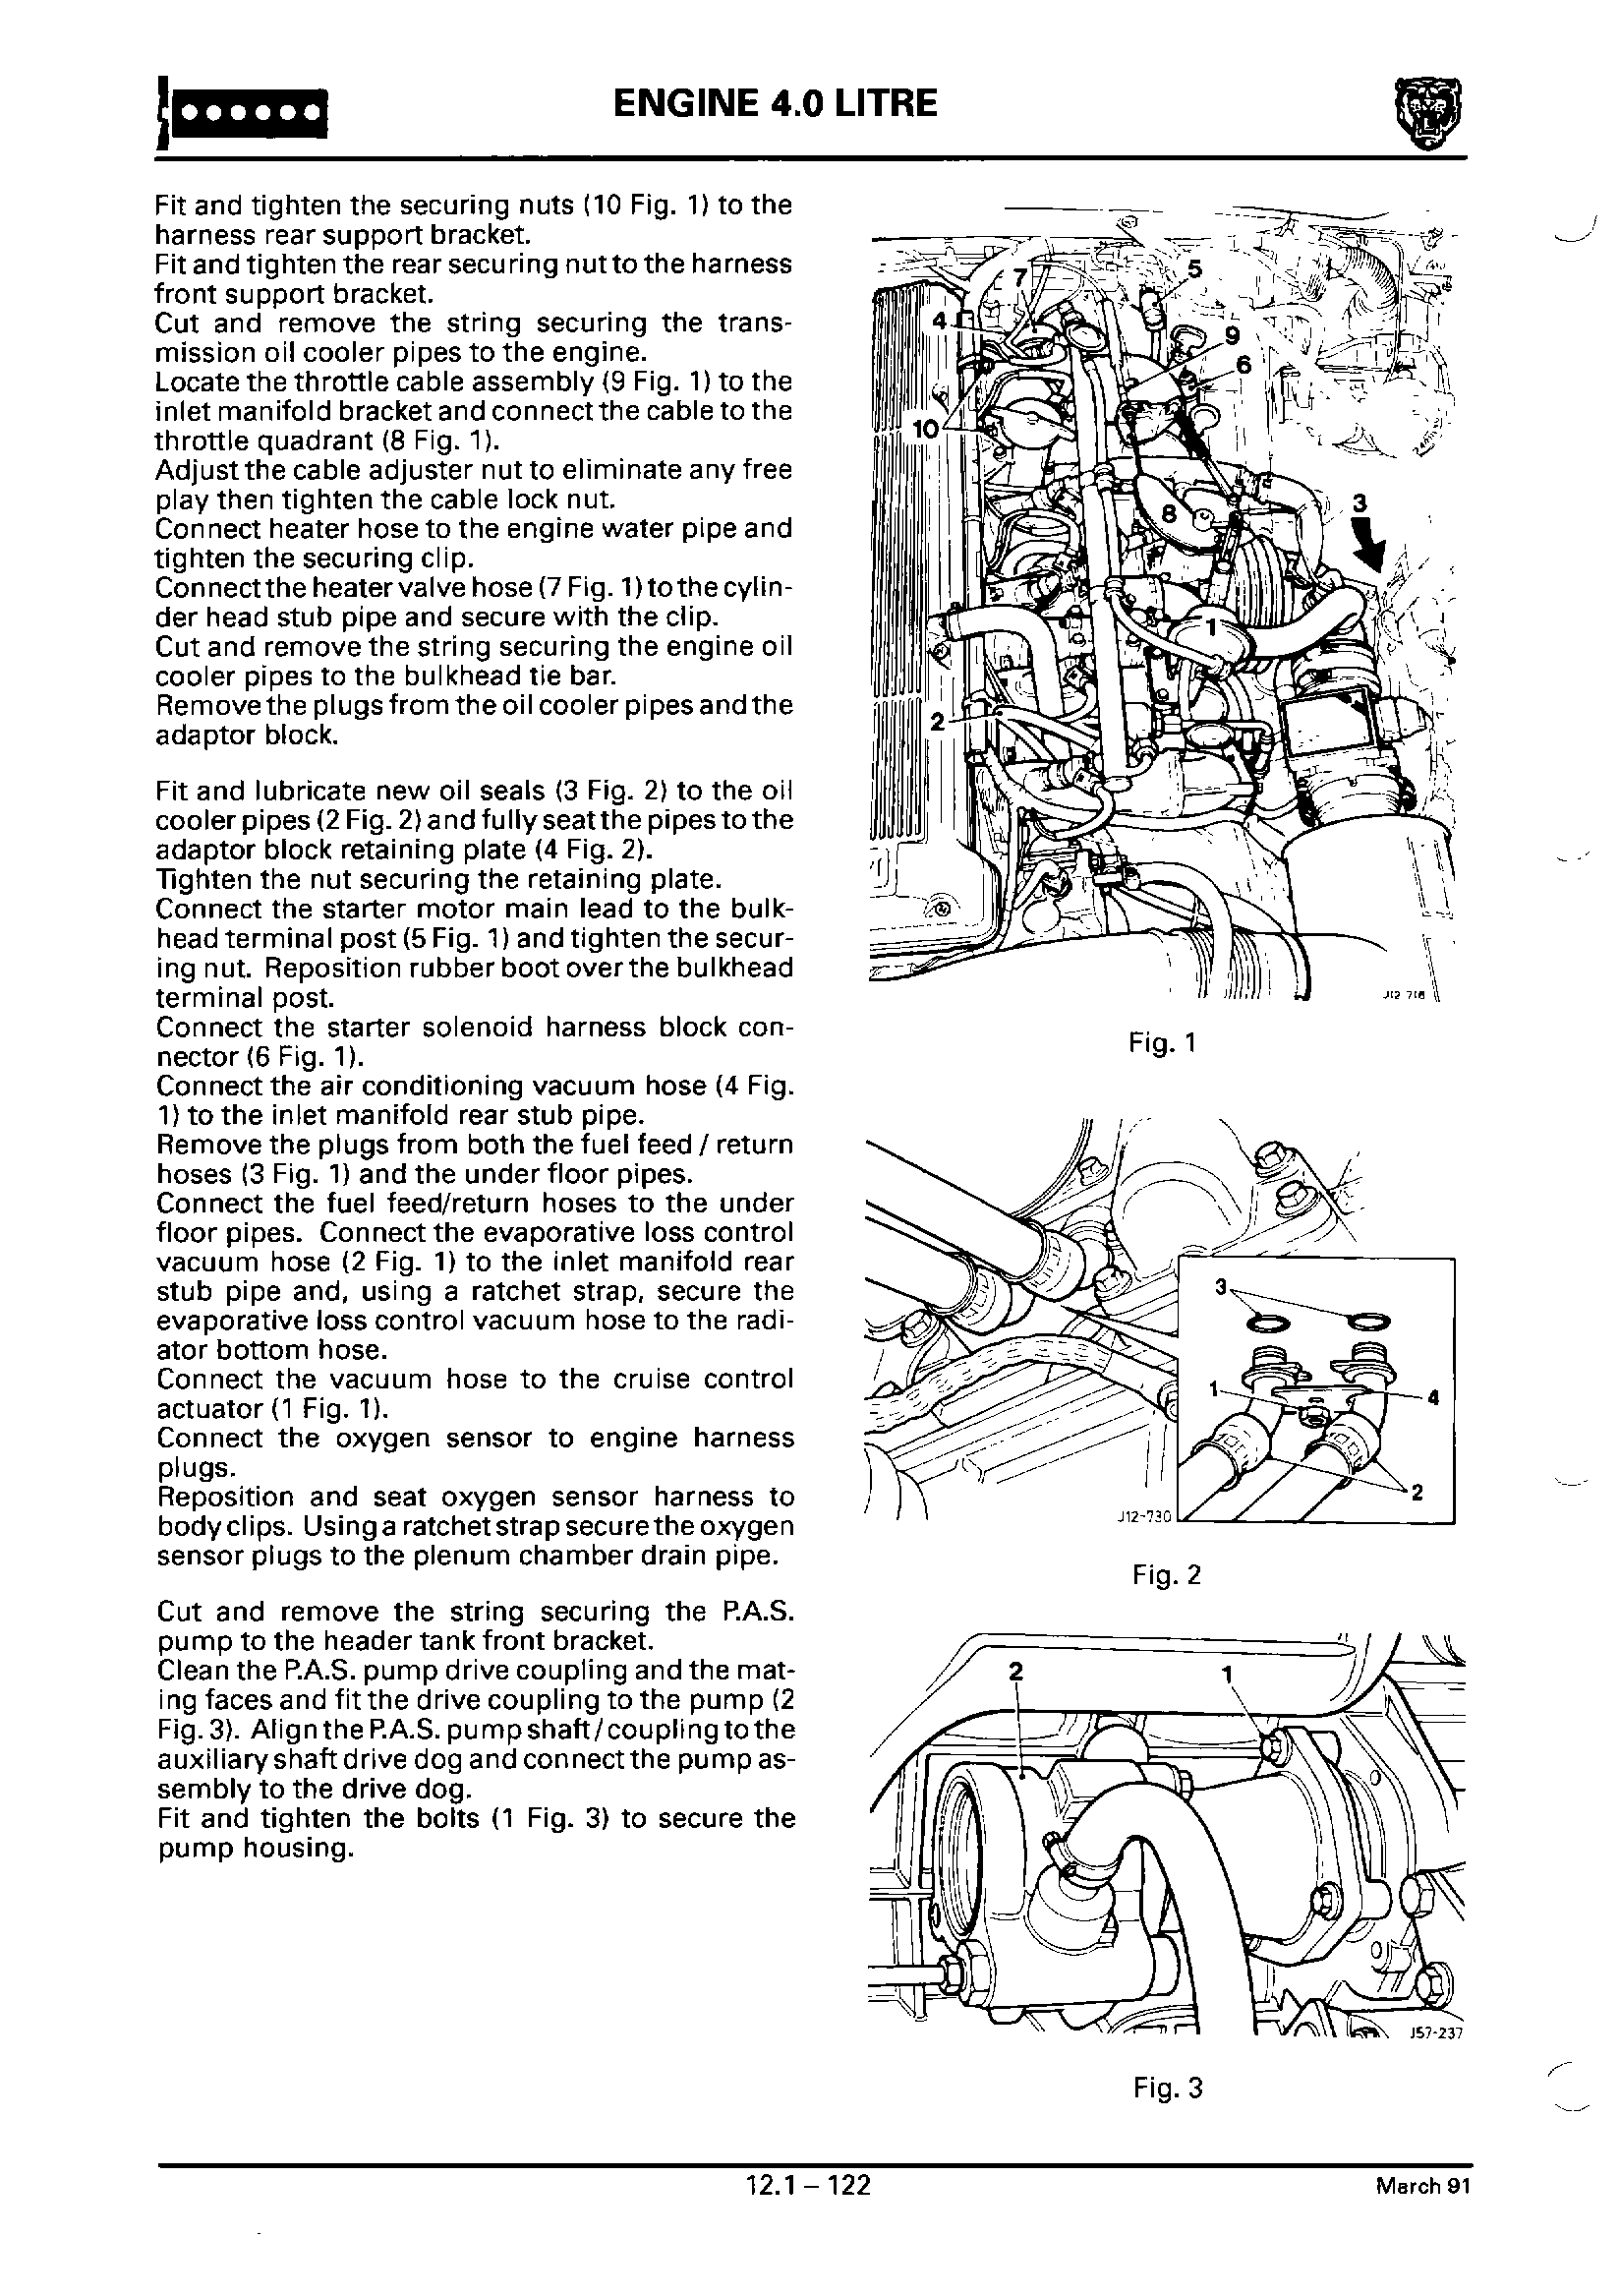 ENGINE 4.0 LITRE
Fit and tighten the securing nuts (10 Fig. 1) to the
harness rear support bracket.
Fit and tighten the rear securing nut to the harness
front support bracket.
Cut and remove the string securing the trans-
mission oil cooler pipes to the engine.
Locate the throttle cable assembly (9 Fig. 1) to the
inlet manifold bracket and connect the cable to the
throttle quadrant (8 Fig. 1).
Adjust the cable adjuster nut to eliminate any free
play then tighten the cable lock nut.
Connect heater hose to the engine water pipe and
tighten the securing clip.
Connect the heater valve hose (7 Fig. 1) to the cylin-
der head stub pipe and secure with the clip.
Cut and remove the string securing the engine oil
cooler pipes to the bulkhead tie bar.
Remove the plugs from the oil cooler pipes and the
adaptor block.
Fit and lubricate new oil seals (3 Fig. 2) to the oil
cooler pipes (2 Fig. 2) and fully seat the pipes to the
adaptor block retaining plate (4 Fig. 2).
Tighten the nut securing the retaining plate.
Connect the starter motor main lead to the bulk-
head terminal post (5 Fig. 1) and tighten the secur-
ing nut. Reposition rubber boot over the bulkhead
terminal post.
Connect the starter solenoid harness block con-
nector (6 Fig. 1).
Connect the air conditioning vacuum hose (4 Fig.
1) to the inlet manifold rear stub pipe.
Remove the plugs from both the fuel feed / return
hoses (3 Fig. 1) and the under floor pipes.
Connect the fuel feed/return hoses to the under
floor pipes. Connect the evaporative loss control
vacuum hose (2 Fig. 1) to the inlet manifold rear
stub pipe and, using a ratchet strap, secure the
evaporative loss control vacuum hose to the radi-
ator bottom hose.
Connect the vacuum hose to the cruise control
actuator (1 Fig. 1).
Connect the oxygen sensor to engine harness
plugs.
Reposition and seat oxygen sensor harness to
body clips. Using a ratchet strap secure the oxygen
sensor plugs to the plenum chamber drain pipe.
Cut and remove the string securing the P.A.S.
pump to the header tank front bracket.
Clean the P.A.S. pump drive coupling and the mat-
ing faces and fit the drive coupling to the pump (2
Fig. 3). Align the P.A.S. pump shaft / coupling to the
auxiliary shaft drive dog and connect the pump as-
sembly to the drive dog.
Fit and tighten the bolts (1 Fig. 3) to secure the
pump housing.
5
7
4
9
6
10
3
8
1
2
J12 716
Fig. 1
3
1
4
2
J12-730
Fig. 2
2
1
J57-237
Fig. 3
12.1 – 122
March 91